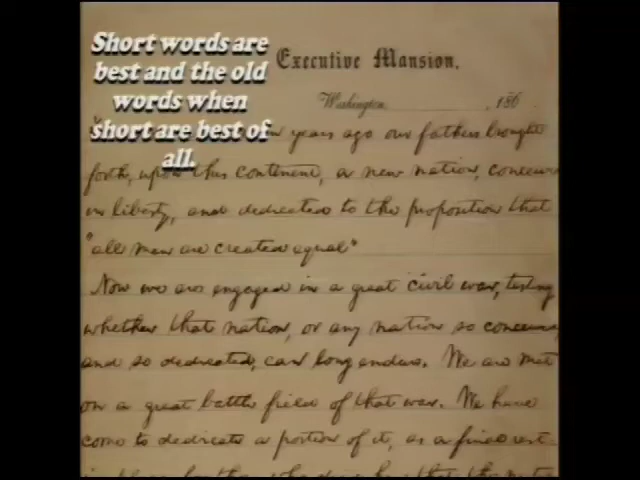 Short words are
best and the old
words when
short are best of
all.
Executive Mansion,
Washington, , 186
years ago our fathers brought
forth, upon this continent, a new nation, conceived
in liberty, and dedicated to the proposition that
"all men are created equal"
Now we are engaged in a great civil war, testing
whether that nation, or any nation so conceived,
and so dedicated, can long endure. We are met
on a great battle field of that war. We have
come to dedicate a portion of it, as a final rest-